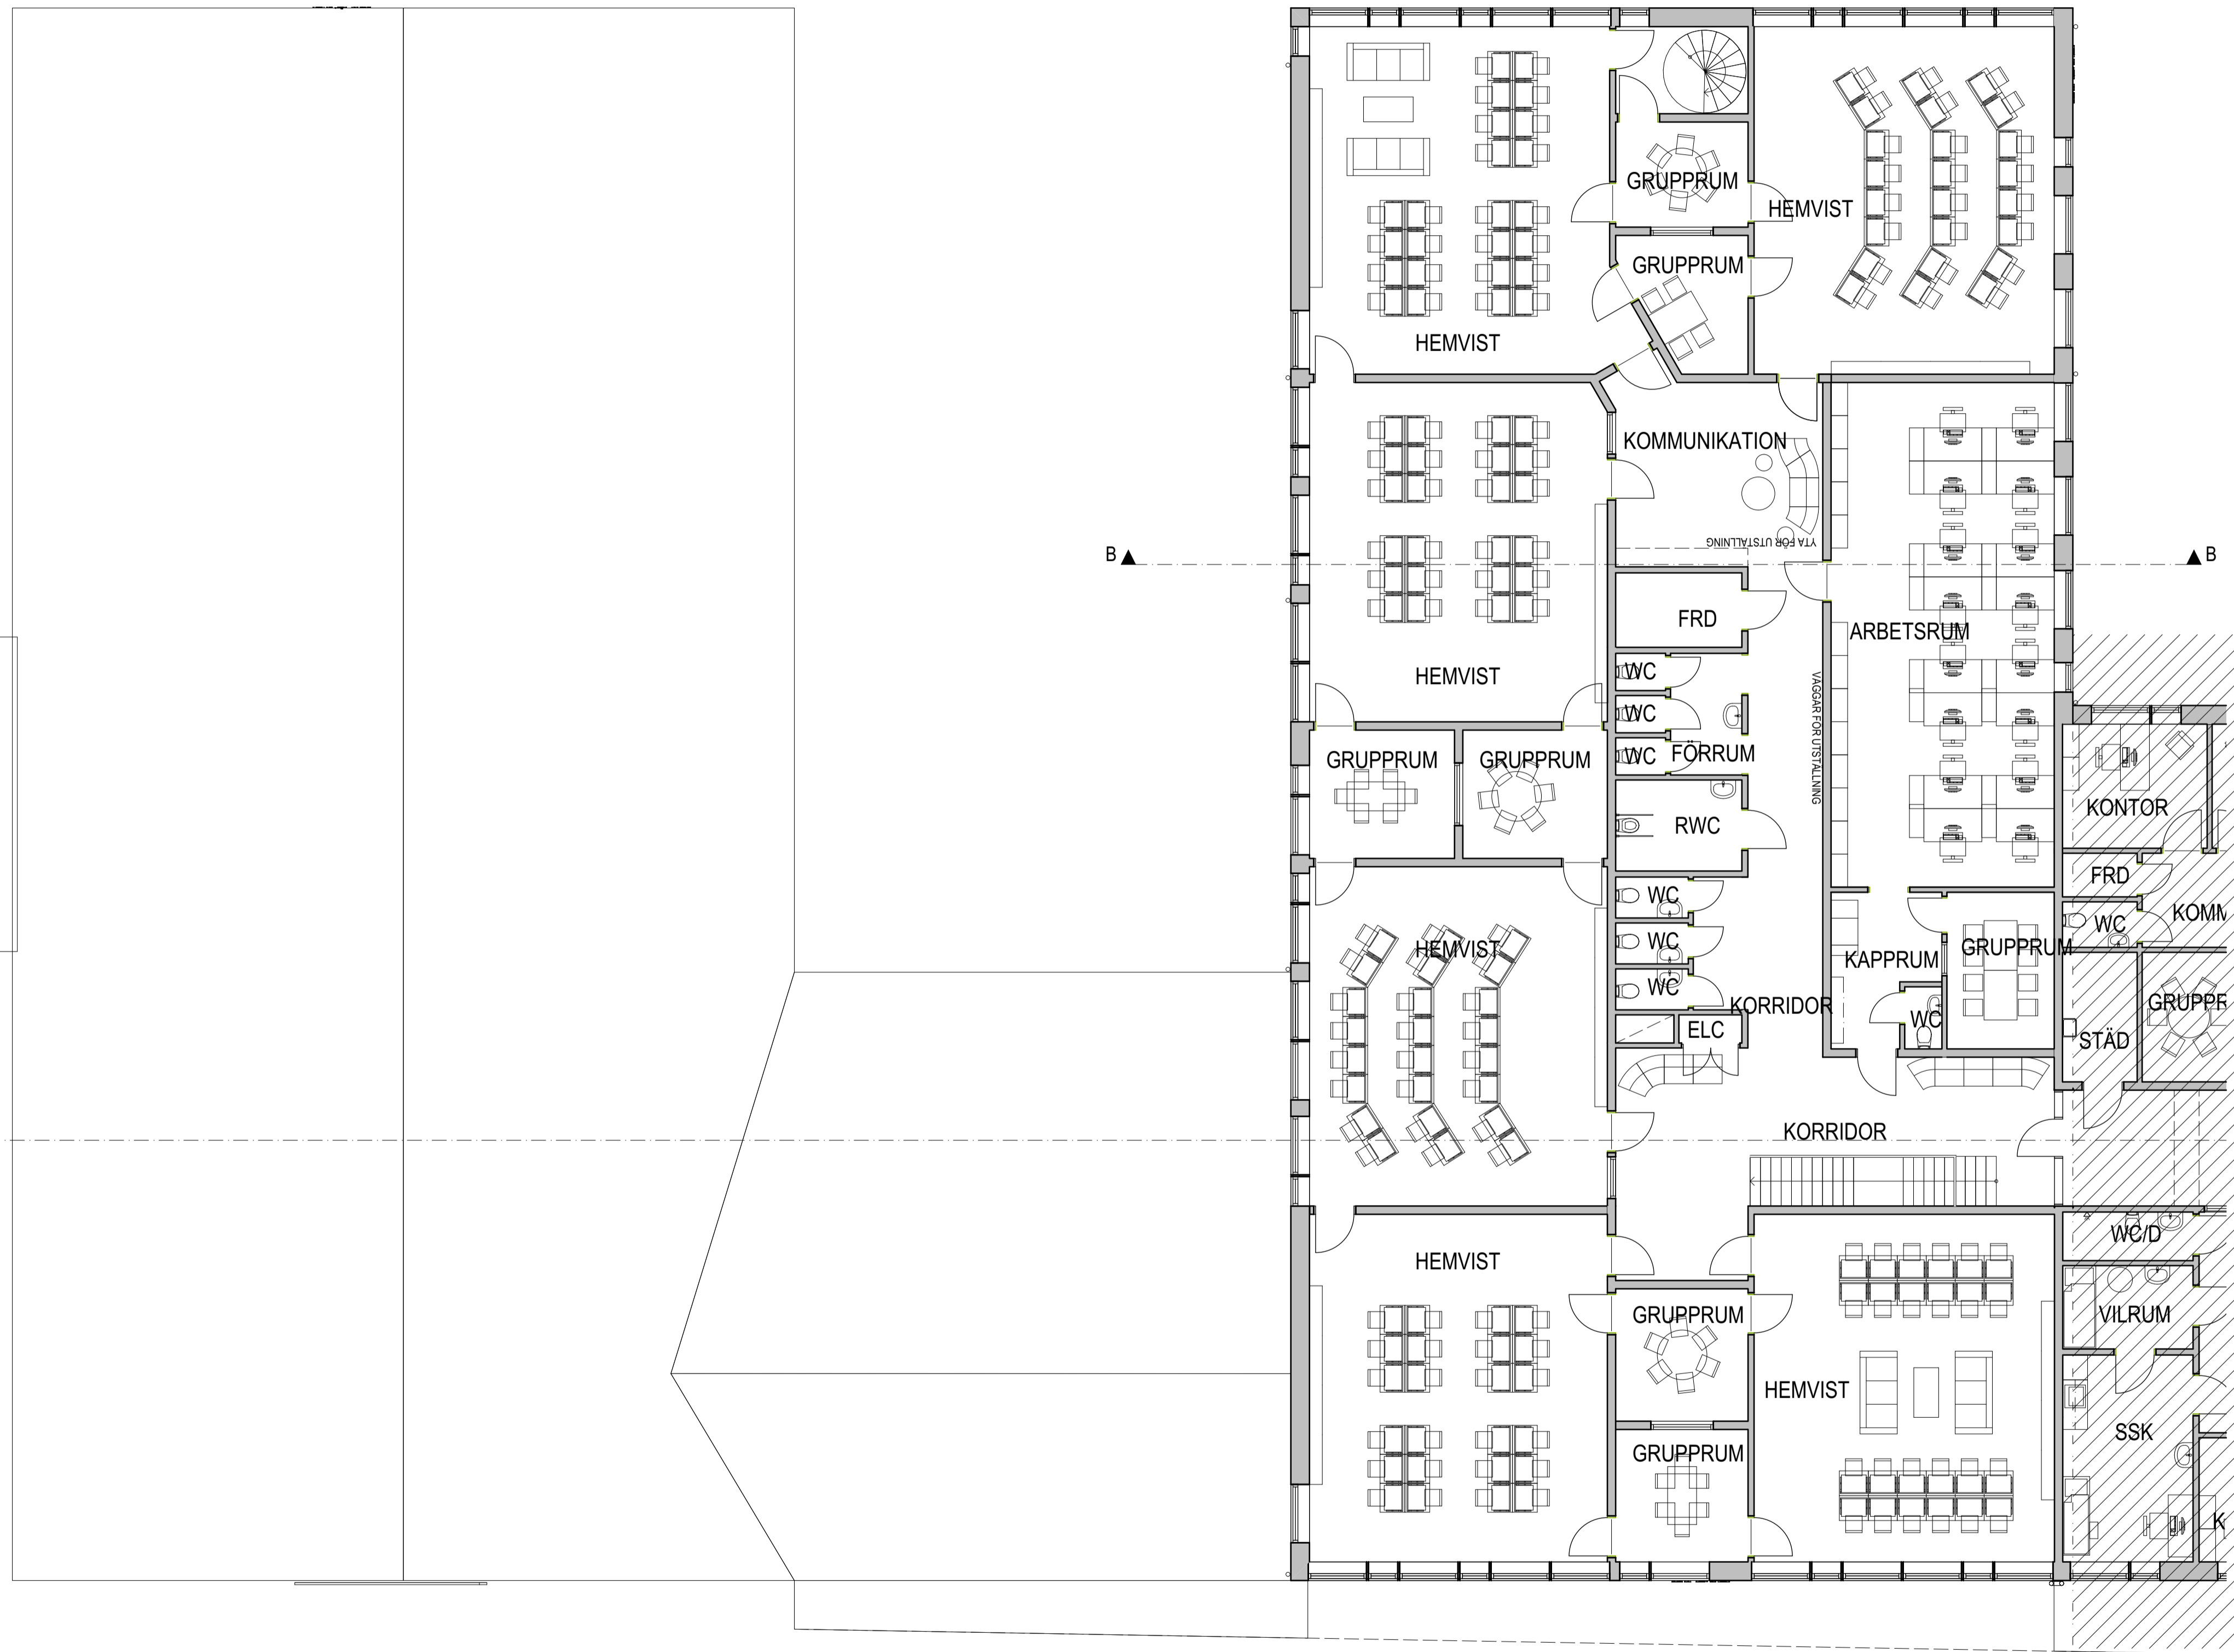 GRUPPRUM
HEMVIST
GRUPPRUM
HEMVIST
KOMMUNIKATION
YTA FÖR UTSTÄLLNING
B
B
FRD
ARBETSRUM
WC
HEMVIST
WC
VÄGGAR FÖR UTSTÄLLNING
WC
FÖRRUM
GRUPPRUM
GRUPPRUM
KONTOR
RWC
FRD
WC
KOMM
WC
HEMVIST
WC
GRUPPRUM
KAPPRUM
WC
GRUPPR
KORRIDOR
WC
ELC
STÄD
KORRIDOR
WC/D
HEMVIST
GRUPPRUM
VILRUM
HEMVIST
SSK
GRUPPRUM
K